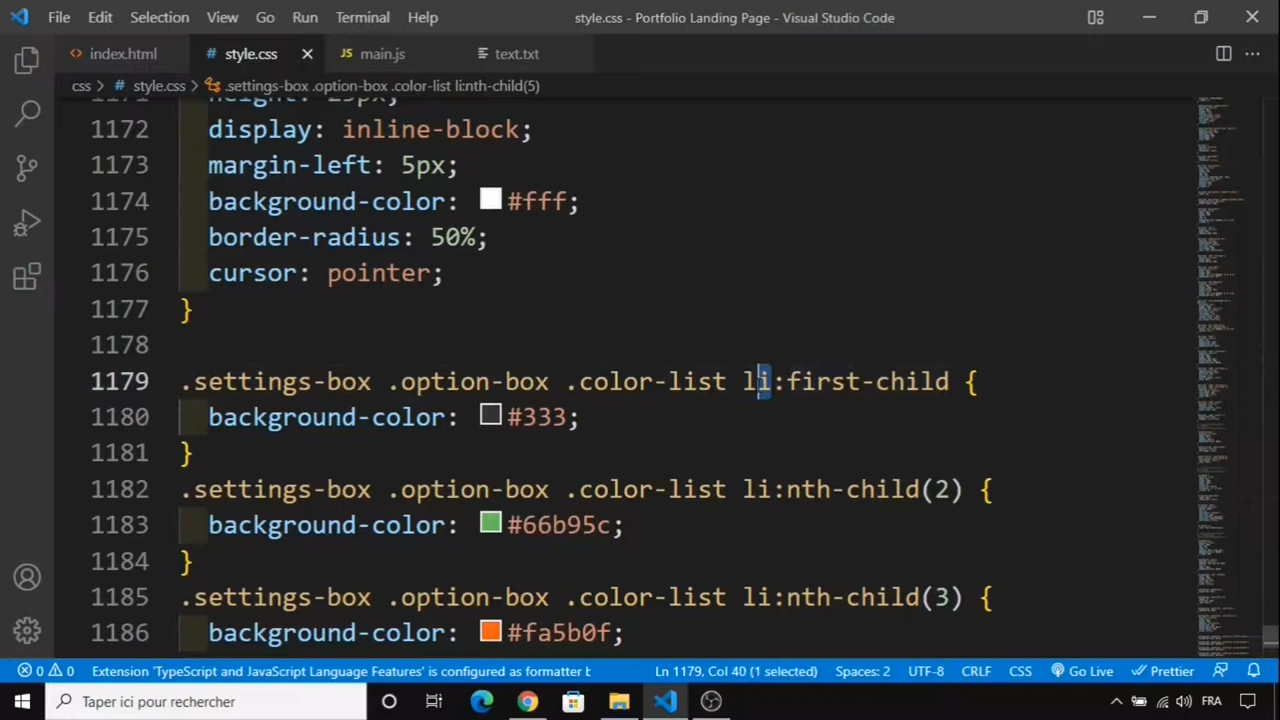 File Edit Selection View Go Run Terminal Help style.css - Portfolio Landing Page - Visual Studio Code
index.html # style.css JS main.js text.txt
css > # style.css > .settings-box .option-box .color-list li:nth-child(5)
1171 height: 25px;
1172 display: inline-block;
1173 margin-left: 5px;
1174 background-color: #fff;
1175 border-radius: 50%;
1176 cursor: pointer;
1177 }
1178
1179 .settings-box .option-box .color-list li:first-child {
1180 background-color: #333;
1181 }
1182 .settings-box .option-box .color-list li:nth-child(2) {
1183 background-color: #66b95c;
1184 }
1185 .settings-box .option-box .color-list li:nth-child(3) {
1186 background-color: #fa5b0f;
0 0 Extension 'TypeScript and JavaScript Language Features' is configured as formatter b Ln 1179, Col 40 (1 selected) Spaces: 2 UTF-8 CRLF CSS Go Live Prettier
Taper ici pour rechercher FRA